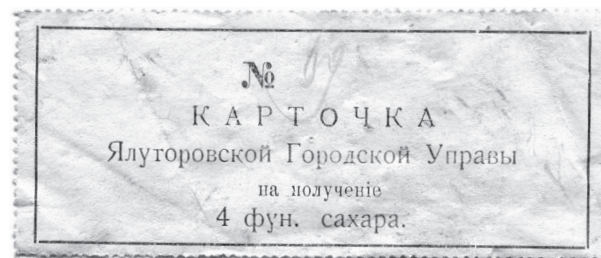 №
КАРТОЧКА
Ялуторовской Городской Управы
на полученіе
4 фун. сахара.